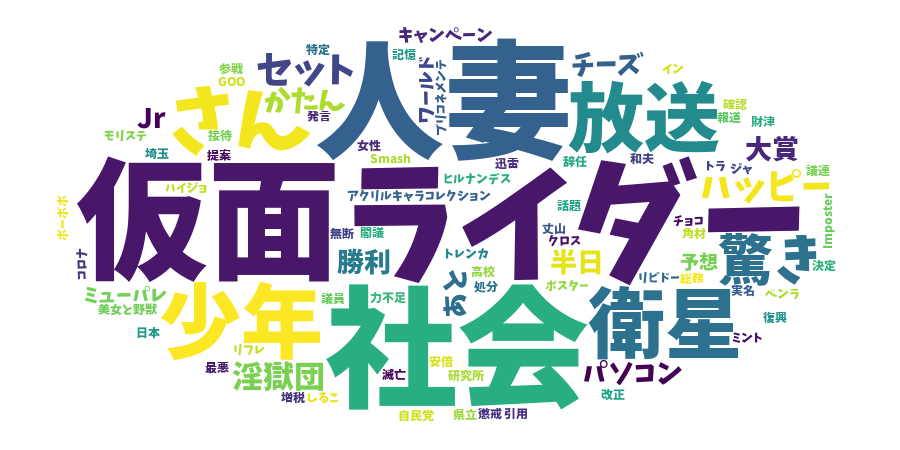 キャンペーン
特定
記憶
人妻
セット
チーズ
イン
参戦
GOO
ワールド
プリコネメンテ
さん
かたん
放送
発言
確認
報道
財津
Jr
モリステ
接待
女性
Smash
迅雷
辞任
和夫
大賞
埼玉
提案
トラ
ジャ
議連
ハイジョ
ヒルナンデス
ハッピー
仮面ライダー
アクリルキャラコレクション
ボーボボ
話題
チョコ
Imposter
無断
閣議
丈山
角材
クロス
コロナ
勝利
トレンカ
半日
予想
驚き
決定
すと
高校
リビドー
総務
ミューパレ
処分
ポスター
実名
ペンラ
美女と野獣
少年
議員
力不足
社会
衛星
復興
日本
ミント
リフレ
最悪
淫獄団
滅亡
安倍
研究所
パソコン
増税
しるこ
改正
自民党
県立
懲戒
引用